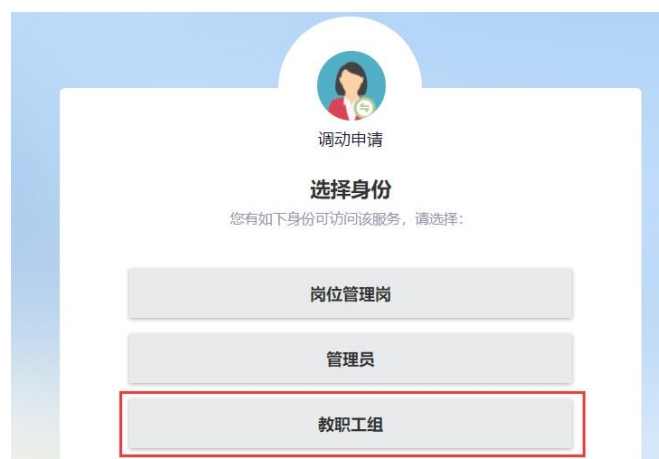 调动申请
选择身份
您有如下身份可访问该服务，请选择：
岗位管理岗
管理员
教职工组